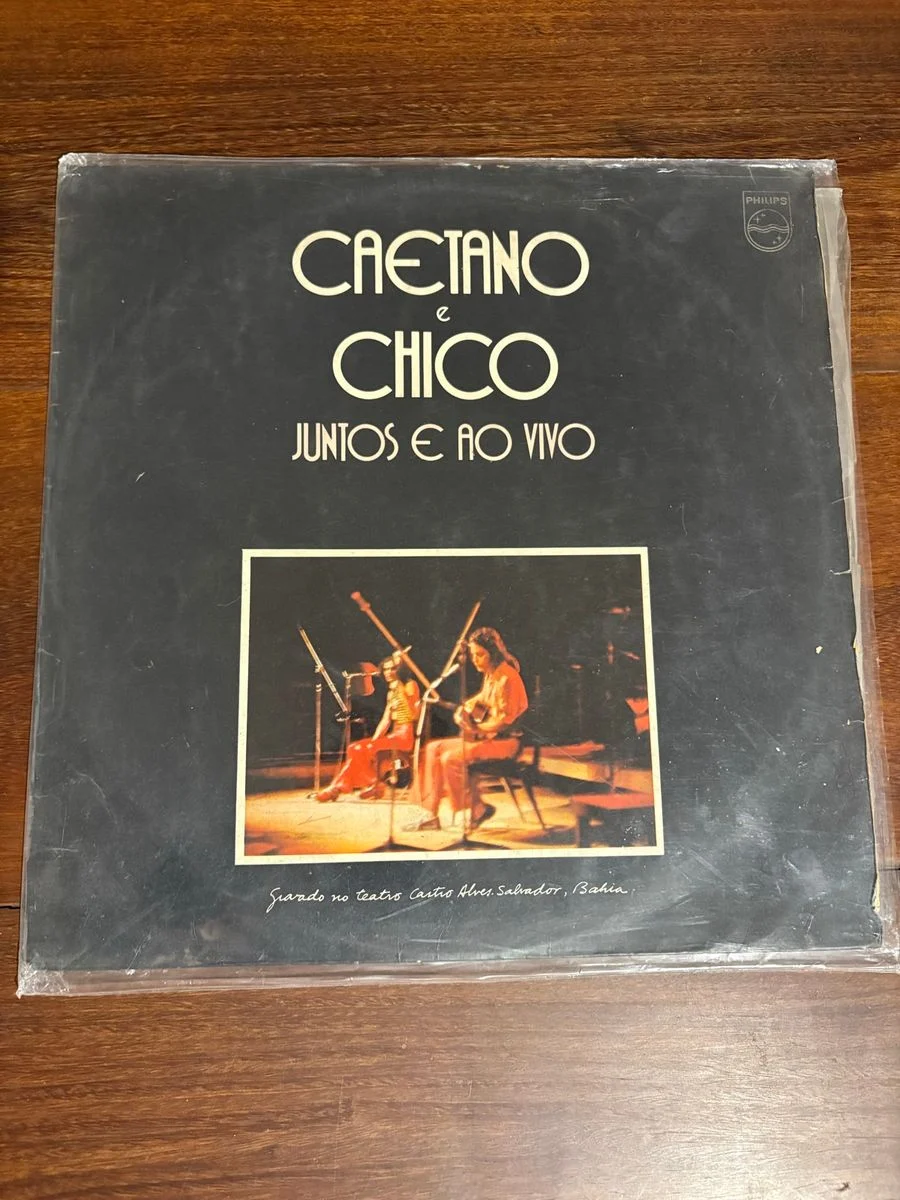 PHILIPS
CAETANO
e
CHICO
JUNTOS E AO VIVO
Gravado no teatro Castro Alves. Salvador, Bahia.